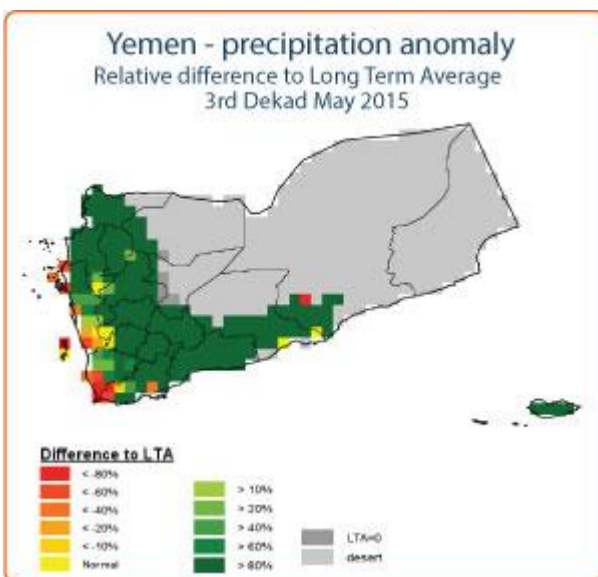 Yemen - precipitation anomaly
Relative difference to Long Term Average
3rd Dekad May 2015
Difference to LTA
< -80%
< -60%
< -40%
< -20%
< -10%
Normal
> 10%
> 20%
> 40%
> 60%
> 80%
LTA=0
desert